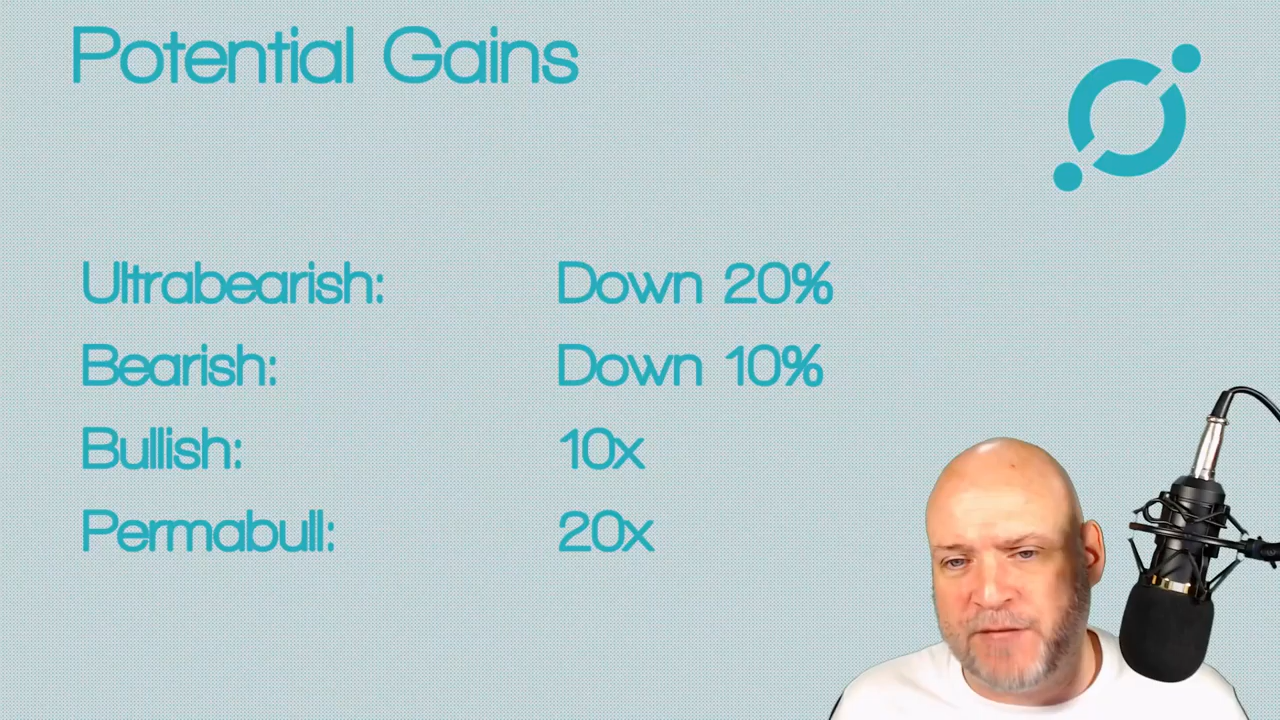 Potential Gains
Ultrabearish: Down 20%
Bearish: Down 10%
Bullish: 10x
Permabull: 20x